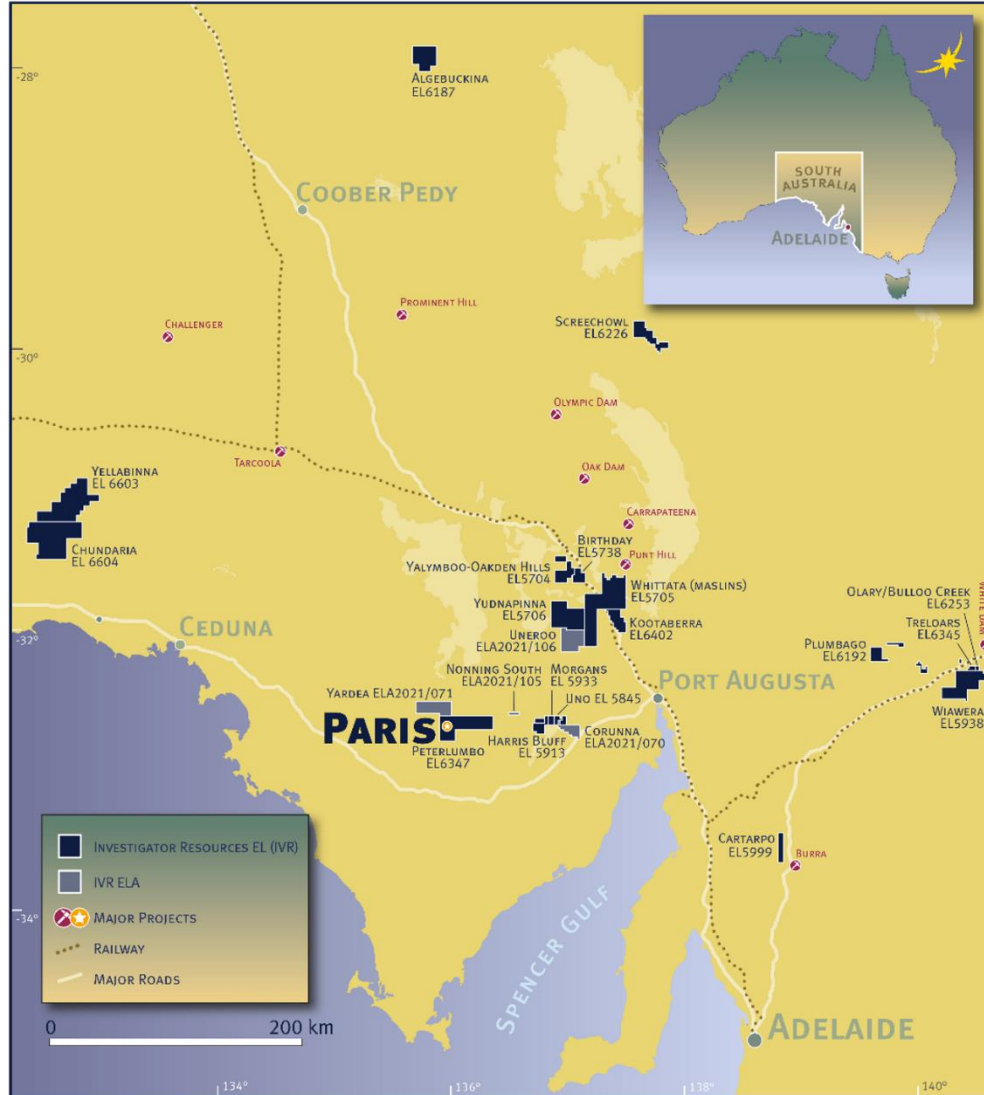 -28°
ALGEBUCKINA
EL6187
SOUTH
AUSTRALIA
ADELAIDE
COOBER PEDY
PROMINENT HILL
CHALLENGER
SCREECHOWL
EL6226
-30°
OLYMPIC DAM
TARCOOLA
OAK DAM
YELLABINNA
EL 6603
CHUNDARIA
EL 6604
CARRAPATEENA
BIRTHDAY
EL5738
PUNT HILL
YALYMBOO-OAKDEN HILLS
EL5704
WHITTATA (MASLINS)
EL5705
YUDNAPINNA
EL5706
KOOTABERRA
EL6402
UNEROO
ELA2021/106
OLARY/BULLOO CREEK
EL6253
TRELOARS
EL6345
WHITE DAM
PLUMBAGO
EL6192
WIAWERA
EL5938
-32°
CEDUNA
NONNING SOUTH
ELA2021/105
MORGANS
EL 5933
UNO EL 5845
PORT AUGUSTA
YARDEA ELA2021/071
PARIS
PETERLUMBO
EL6347
HARRIS BLUFF
EL 5913
CORUNNA
ELA2021/070
CARTARPO
EL5999
BURRA
INVESTIGATOR RESOURCES EL (IVR)
IVR ELA
MAJOR PROJECTS
RAILWAY
MAJOR ROADS
-34°
SPENCER GULF
0 200 km
ADELAIDE
134° 136° 138° 140°